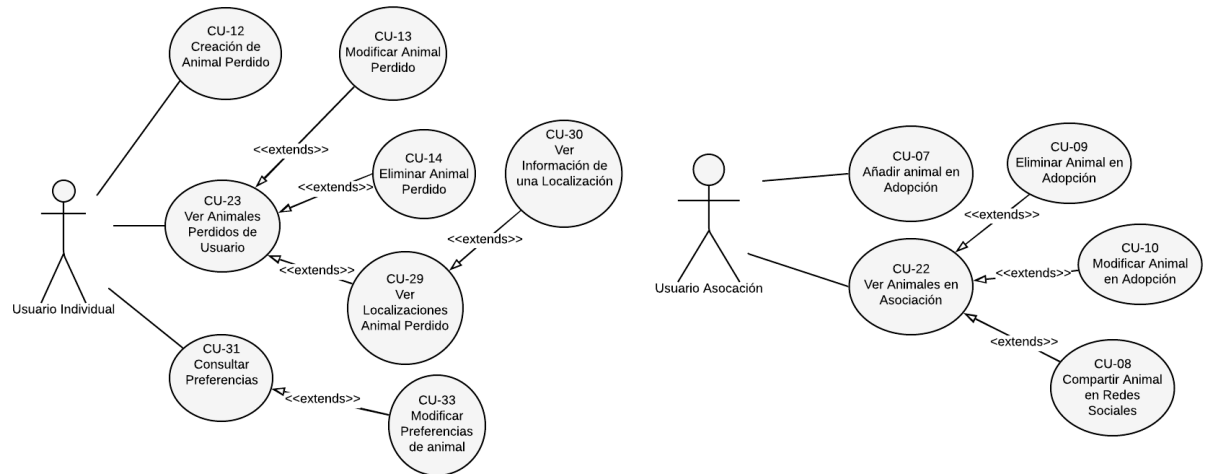 CU-12
Creación de
Animal Perdido
CU-13
Modificar Animal
Perdido
<<extends>>
CU-14
Eliminar Animal
Perdido
<<extends>>
CU-30
Ver
Información de
una Localización
CU-23
Ver Animales
Perdidos de
Usuario
<<extends>>
<<extends>>
CU-29
Ver
Localizaciones
Animal Perdido
Usuario Individual
CU-31
Consultar
Preferencias
<<extends>>
CU-33
Modificar
Preferencias
de animal
CU-07
Añadir animal en
Adopción
CU-09
Eliminar Animal en
Adopción
<<extends>>
CU-10
Modificar Animal
en Adopción
<<extends>>
CU-22
Ver Animales en
Asociación
Usuario Asocación
<extends>>
CU-08
Compartir Animal
en Redes
Sociales